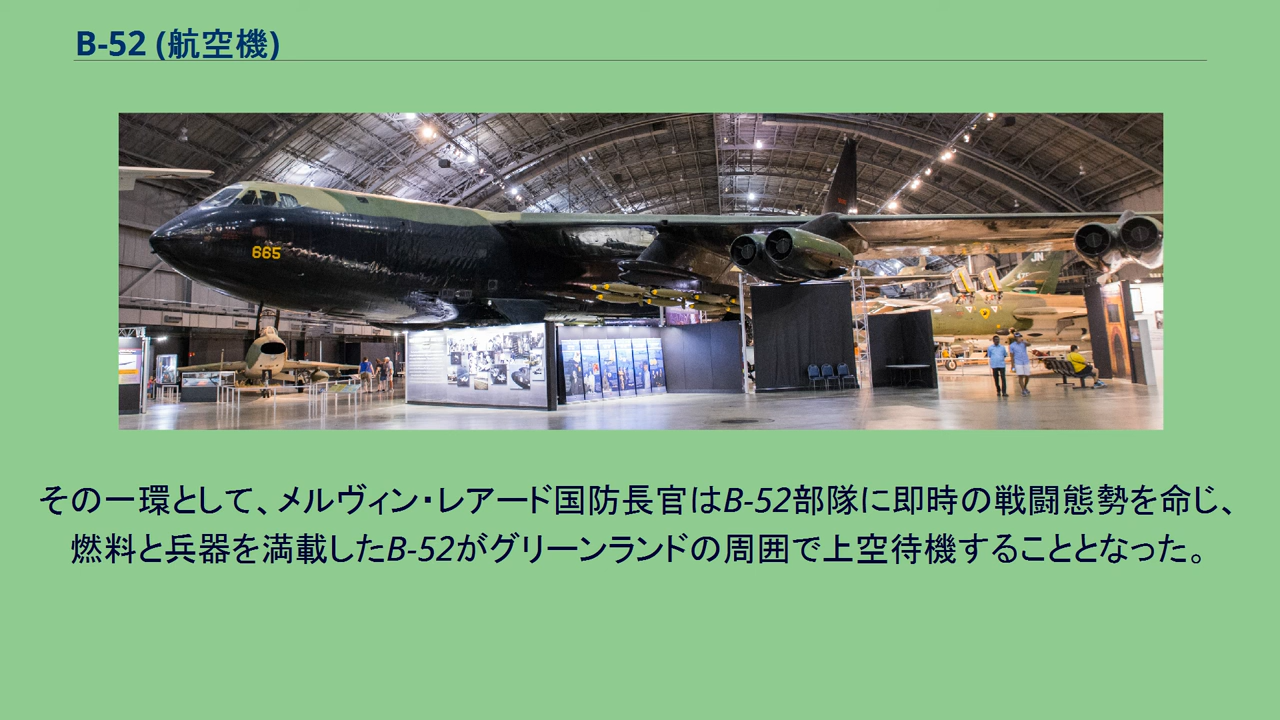 B-52 (航空機)
665
JN
その一環として、メルヴィン・レアード国防長官はB-52部隊に即時の戦闘態勢を命じ、
燃料と兵器を満載したB-52がグリーンランドの周囲で上空待機することとなった。